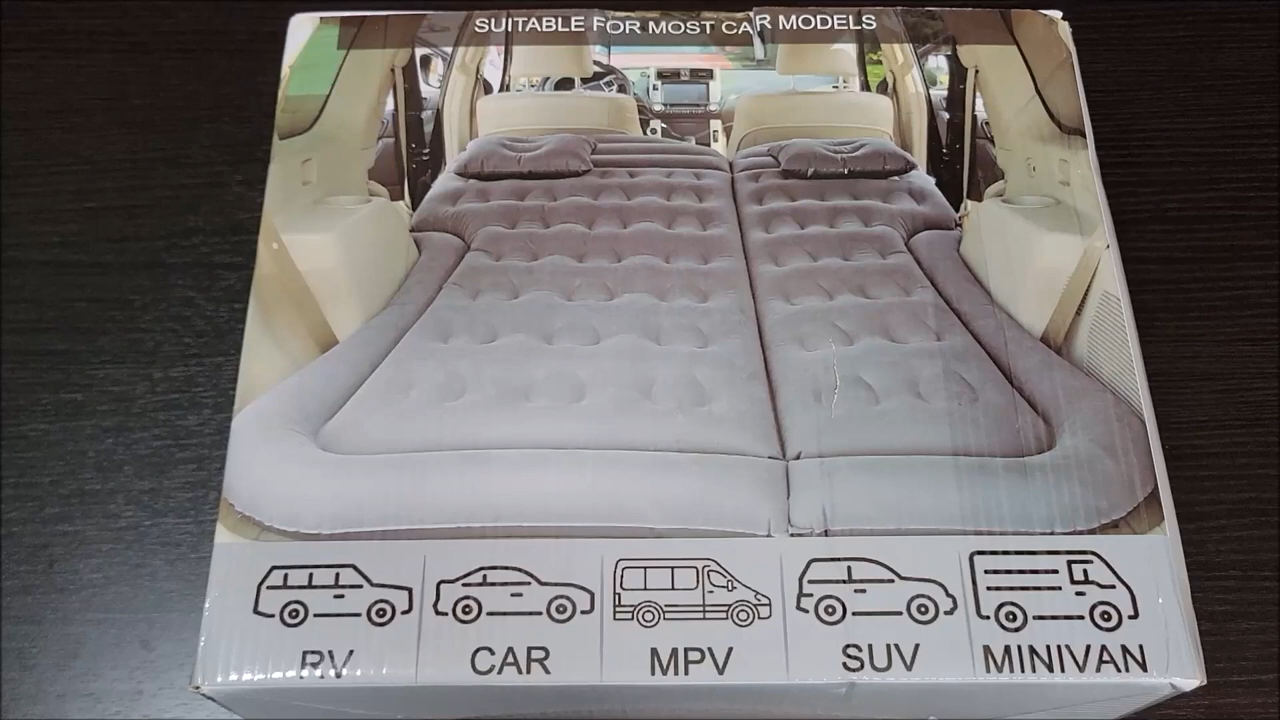 SUITABLE FOR MOST CAR MODELS
RV
CAR
MPV
SUV
MINIVAN